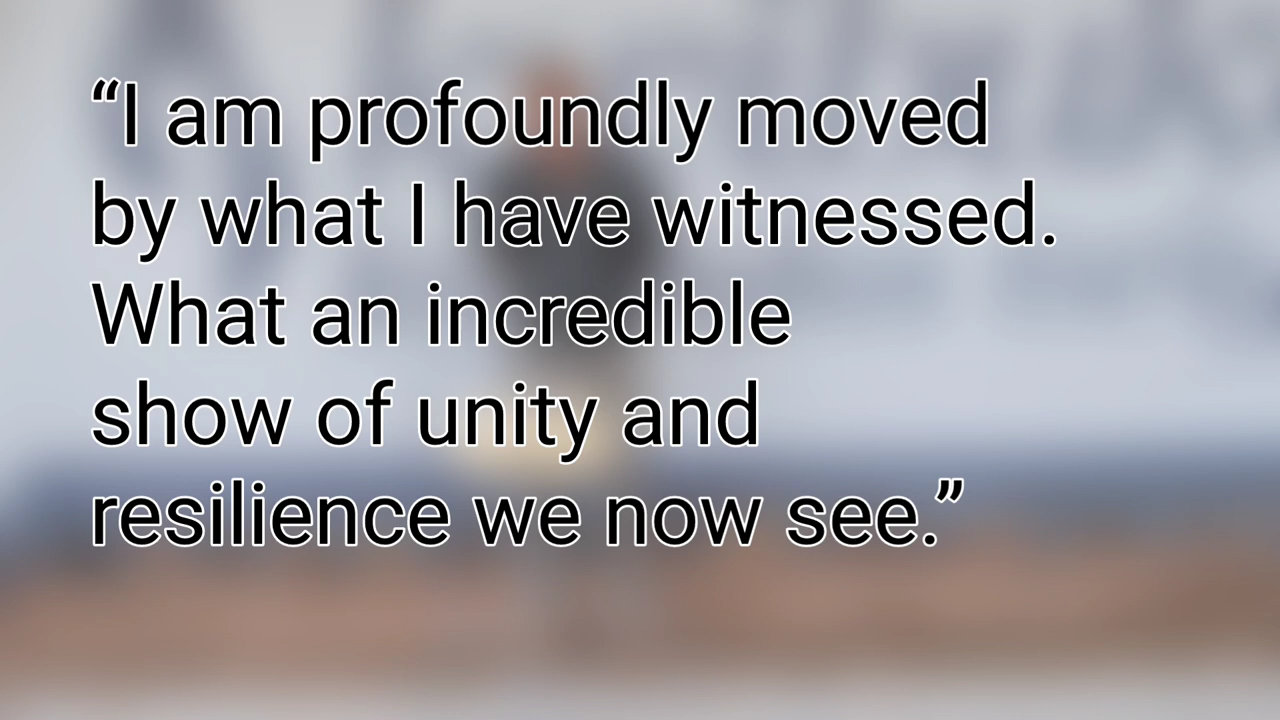 “I am profoundly moved
by what I have witnessed.
What an incredible
show of unity and
resilience we now see.”